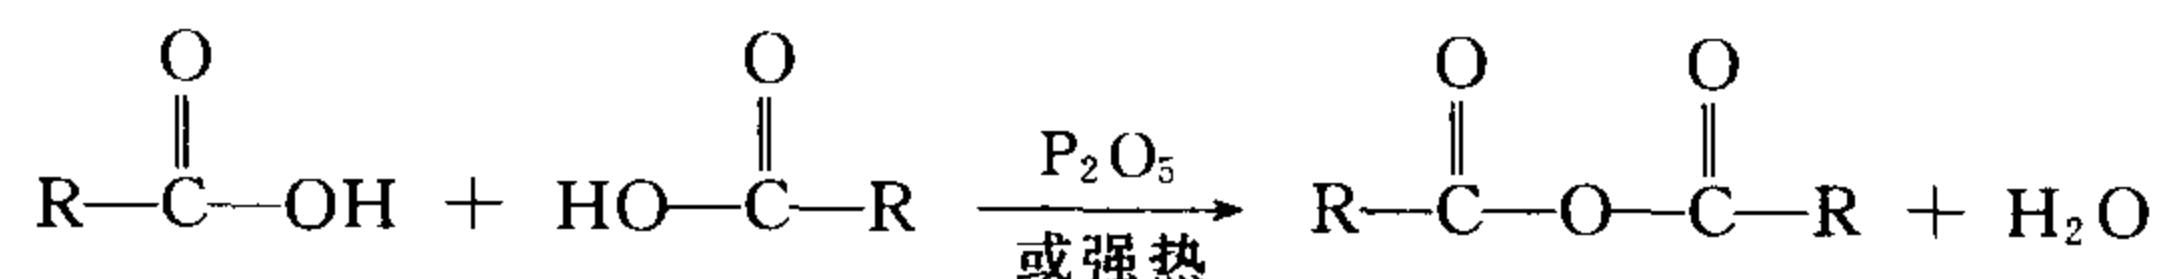 O O O O
P₂O₅
R—C—OH + HO—C—R ⟶ R—C—O—C—R + H₂O
或强热